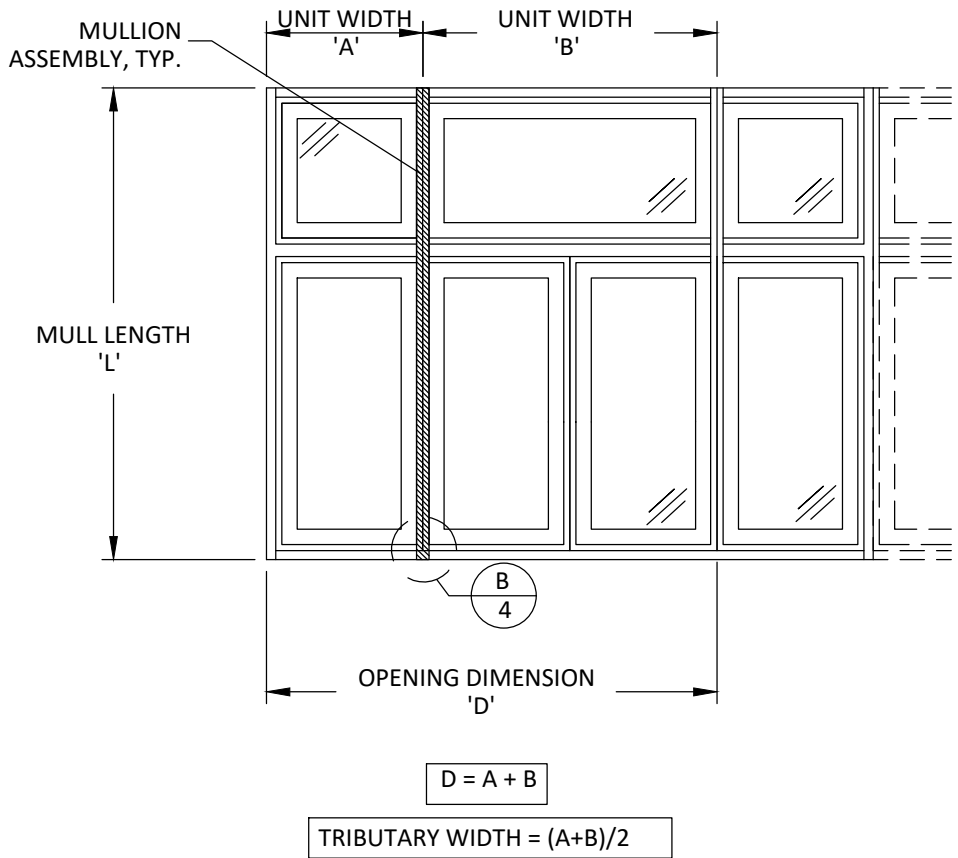 UNIT WIDTH
'A'
UNIT WIDTH
'B'
MULLION
ASSEMBLY, TYP.
MULL LENGTH
'L'
B
4
OPENING DIMENSION
'D'
D = A + B
TRIBUTARY WIDTH = (A+B)/2